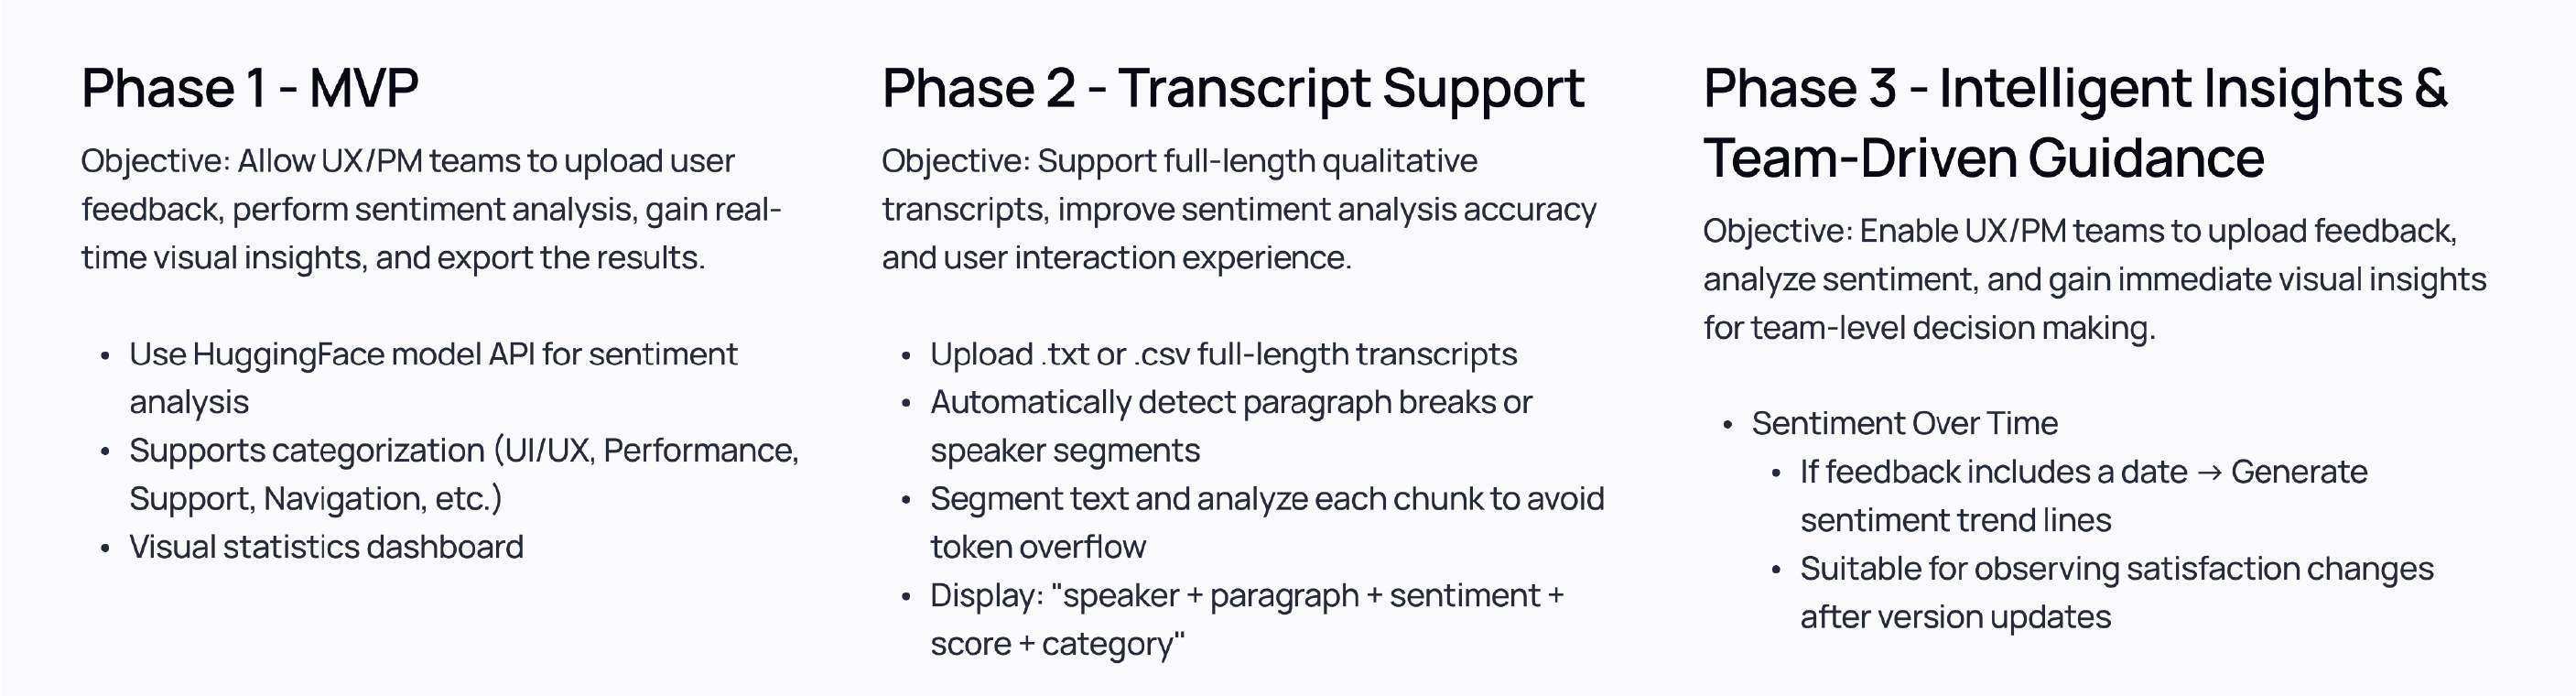 Phase 1 - MVP
Objective: Allow UX/PM teams to upload user
feedback, perform sentiment analysis, gain real-
time visual insights, and export the results.
• Use HuggingFace model API for sentiment
analysis
• Supports categorization (UI/UX, Performance,
Support, Navigation, etc.)
• Visual statistics dashboard
Phase 2 - Transcript Support
Objective: Support full-length qualitative
transcripts, improve sentiment analysis accuracy
and user interaction experience.
• Upload .txt or .csv full-length transcripts
• Automatically detect paragraph breaks or
speaker segments
• Segment text and analyze each chunk to avoid
token overflow
• Display: "speaker + paragraph + sentiment +
score + category"
Phase 3 - Intelligent Insights &
Team-Driven Guidance
Objective: Enable UX/PM teams to upload feedback,
analyze sentiment, and gain immediate visual insights
for team-level decision making.
• Sentiment Over Time
• If feedback includes a date → Generate
sentiment trend lines
• Suitable for observing satisfaction changes
after version updates